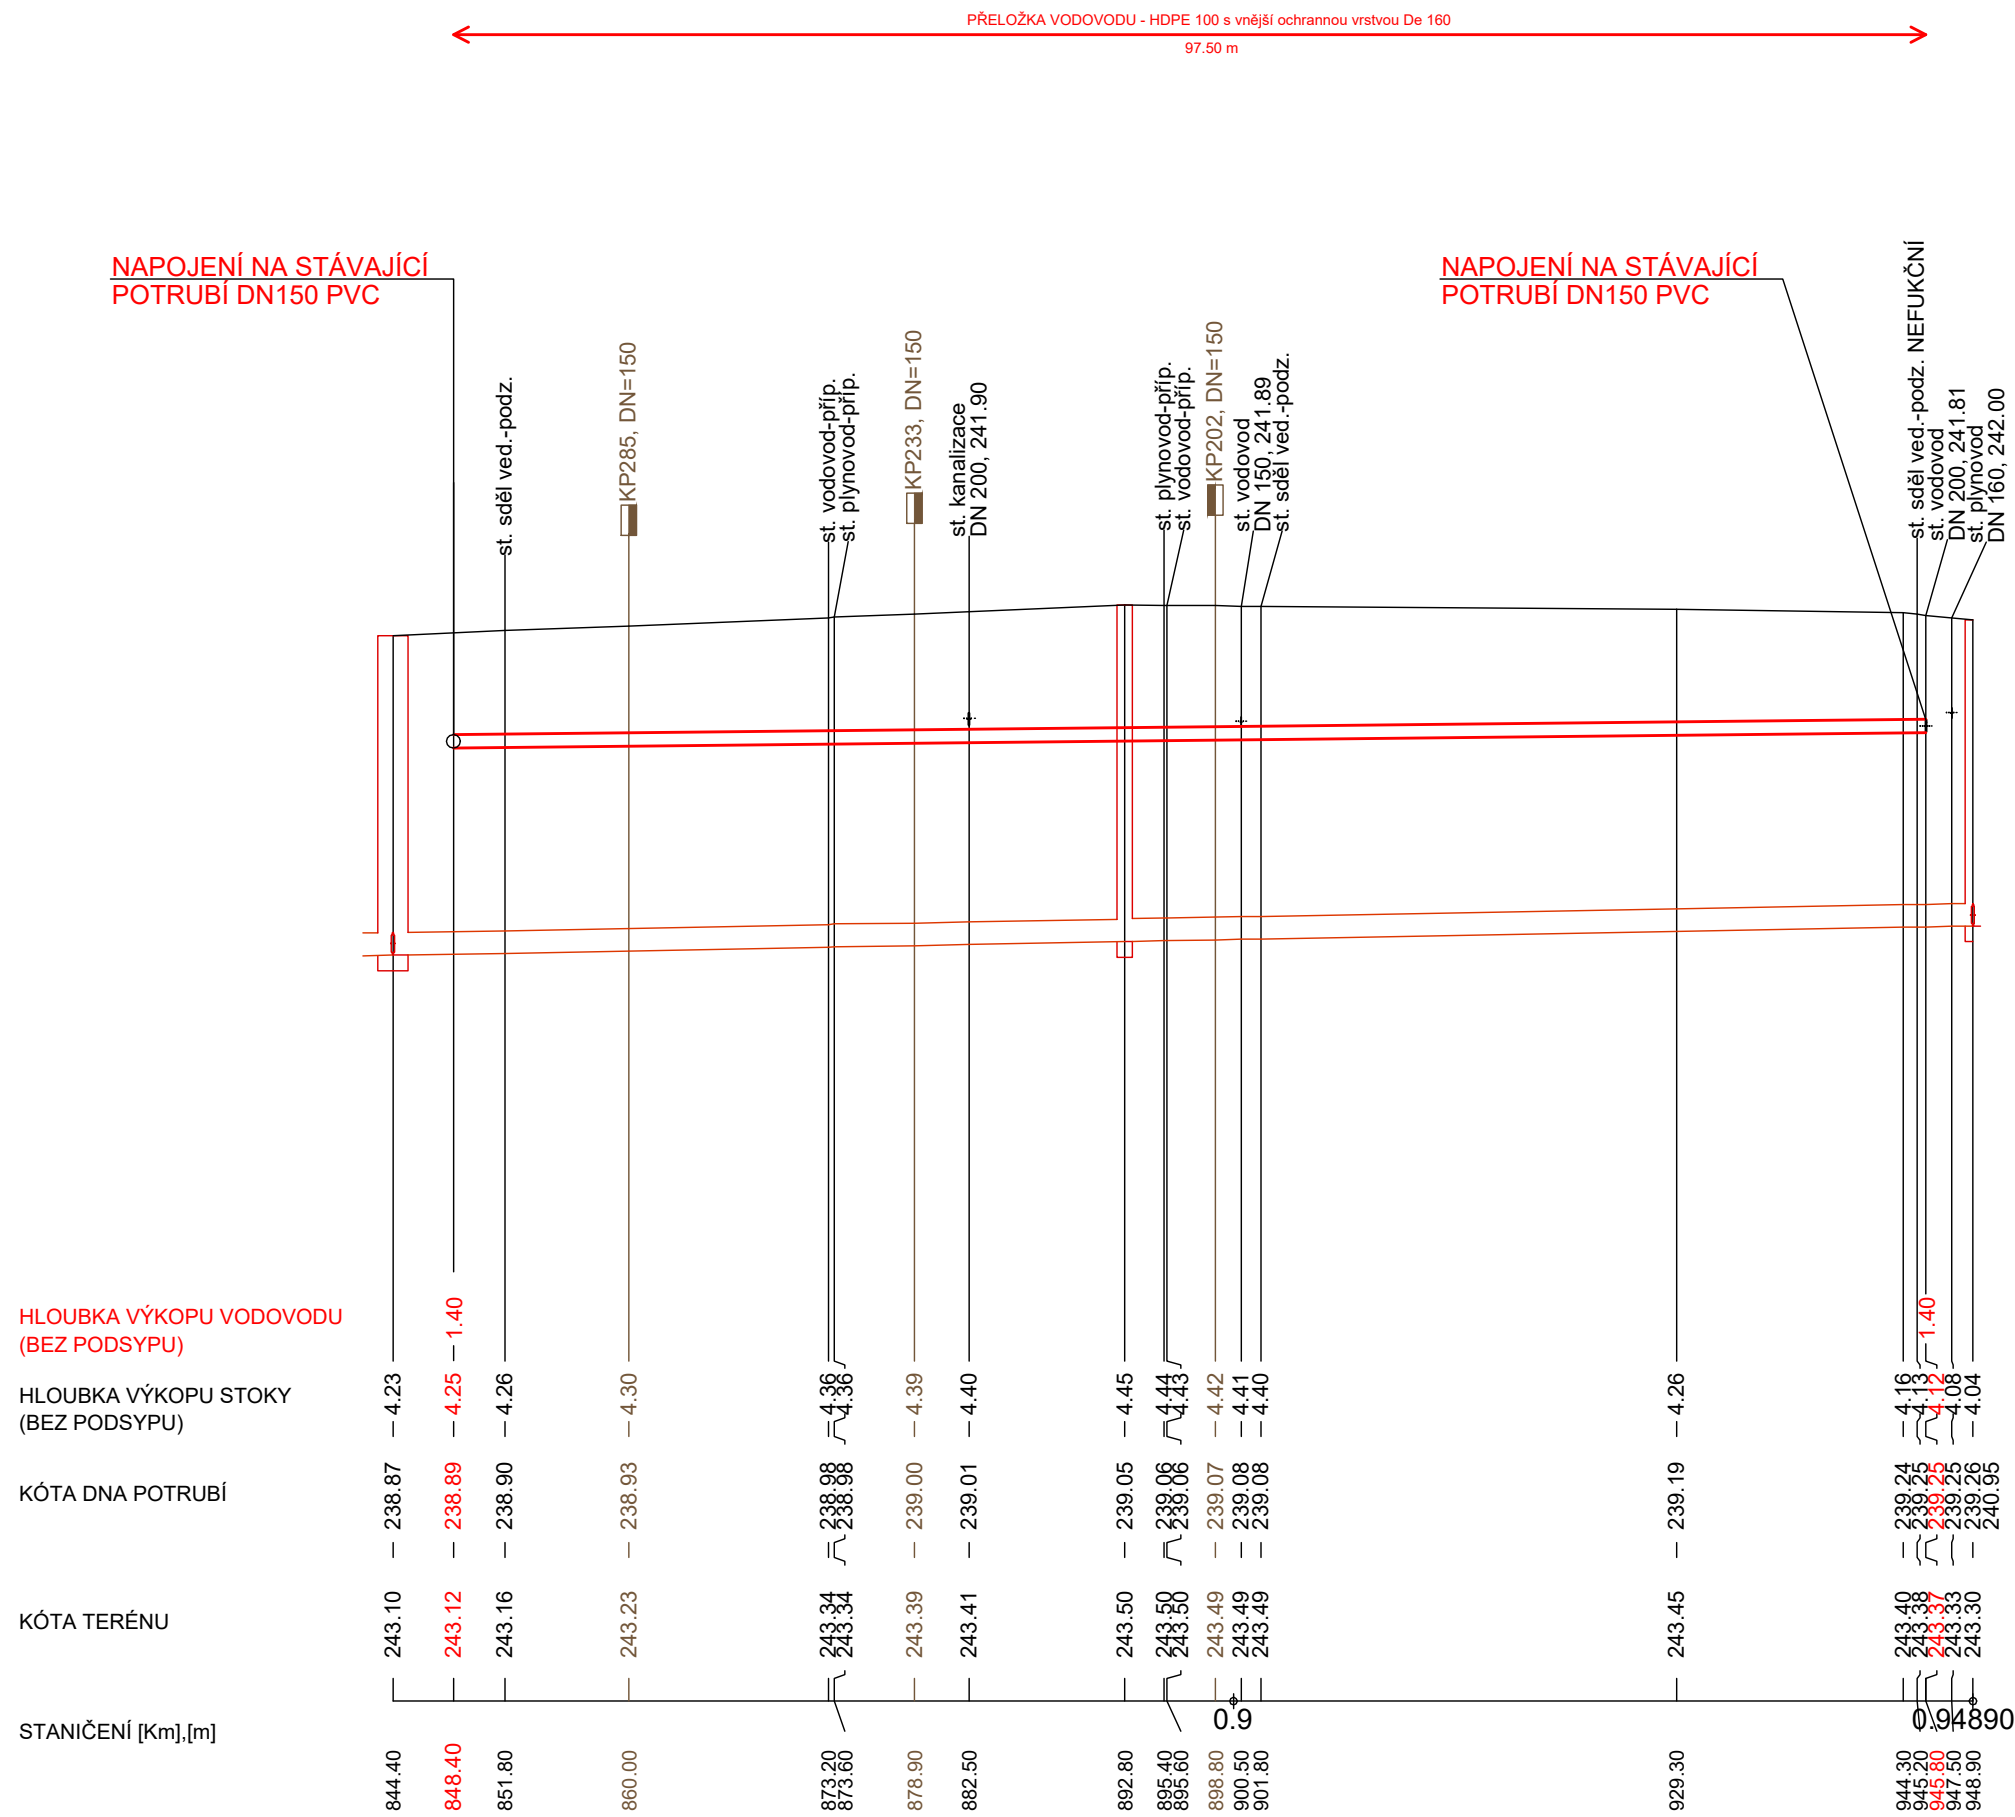 PŘELOŽKA VODOVODU - HDPE 100 s vnější ochrannou vrstvou De 160
97.50 m
NAPOJENÍ NA STÁVAJÍCÍ
POTRUBÍ DN150 PVC
NAPOJENÍ NA STÁVAJÍCÍ
POTRUBÍ DN150 PVC
st. sděl ved.-podz.
KP285, DN=150
st. vodovod-příp.
st. plynovod-příp.
KP233, DN=150
st. kanalizace
DN 200, 241.90
st. plynovod-příp.
st. vodovod-příp.
KP202, DN=150
st. vodovod
DN 150, 241.89
st. sděl ved.-podz.
st. sděl ved.-podz. NEFUKČNÍ
st. vodovod
DN 200, 241.81
st. plynovod
DN 160, 242.00
HLOUBKA VÝKOPU VODOVODU
(BEZ PODSYPU)
1.40
1.40
HLOUBKA VÝKOPU STOKY
(BEZ PODSYPU)
4.23
4.25
4.26
4.30
4.36
4.36
4.39
4.40
4.45
4.44
4.43
4.42
4.41
4.40
4.26
4.16
4.13
4.12
4.08
4.04
KÓTA DNA POTRUBÍ
238.87
238.89
238.90
238.93
238.98
238.98
239.00
239.01
239.05
239.06
239.06
239.07
239.08
239.08
239.19
239.24
239.25
239.25
239.25
239.26
240.95
KÓTA TERÉNU
243.10
243.12
243.16
243.23
243.34
243.34
243.39
243.41
243.50
243.50
243.50
243.49
243.49
243.49
243.45
243.40
243.38
243.37
243.33
243.30
STANIČENÍ [Km],[m]
0.9
0.94890
844.40
848.40
851.80
860.00
873.20
873.60
878.90
882.50
892.80
895.40
895.60
898.80
900.50
901.80
929.30
944.30
945.20
945.80
947.50
948.90